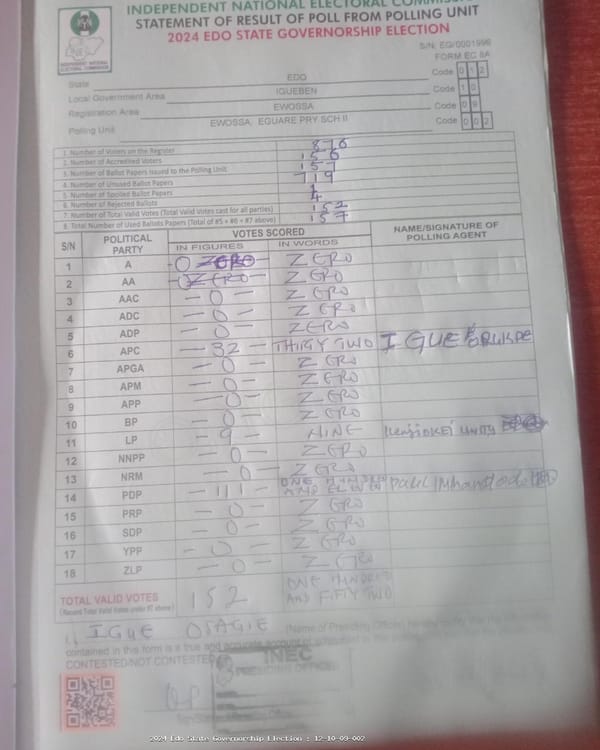 INDEPENDENT NATIONAL ELECTORAL COMMISS
STATEMENT OF RESULT OF POLL FROM POLLING UNIT
2024 EDO STATE GOVERNORSHIP ELECTION
S/N: EG/0001996
FORM EC 8A
INDEPENDENT NATIONAL ELECTORAL COMMISSION
State EDO Code 0 1 2
Local Government Area IGUEBEN Code 1 0
Registration Area EWOSSA Code 0 9
Polling Unit EWOSSA, EGUARE PRY.SCH II Code 0 0 2
1. Number of Voters on the Register 876
2. Number of Accredited Voters 156
3. Number of Ballot Papers Issued to the Polling Unit 157
4. Number of Unused Ballot Papers 719
5. Number of Spoiled Ballot Papers 1
6. Number of Rejected Ballots 4
7. Number of Total Valid Votes (Total Valid Votes cast for all parties) 152
8. Total Number of Used Ballots Papers (Total of #5 + #6 + #7 above) 157
S/N POLITICAL PARTY VOTES SCORED NAME/SIGNATURE OF POLLING AGENT
IN FIGURES IN WORDS
1 A 0 ZERO ZERO
2 AA 0 ZERO ZERO
3 AAC - 0 - ZERO
4 ADC - 0 - ZERO
5 ADP - 0 - ZERO
6 APC - 32 - THIRTY TWO IGUE
7 APGA - 0 - ZERO
8 APM - 0 - ZERO
9 APP - 0 - ZERO
10 BP - 0 - ZERO
11 LP - 9 - NINE UNITY
12 NNPP - 0 - ZERO
13 NRM - 0 - ZERO
14 PDP - 111 - ONE HUNDRED AND ELEVEN
15 PRP - 0 - ZERO
16 SDP - 0 - ZERO
17 YPP - 0 - ZERO
18 ZLP - 0 - ZERO
TOTAL VALID VOTES 152 ONE HUNDRED AND FIFTY TWO
(Record Total Valid Votes under #7 above)
I, IGUE OSAGIE (Name of Presiding Officer) hereby
contained in this form is a true and accurate account of
CONTESTED/NOT CONTESTED
INEC
PRESIDING OFFICER
2024 Edo State Governorship Election : 12-10-09-002